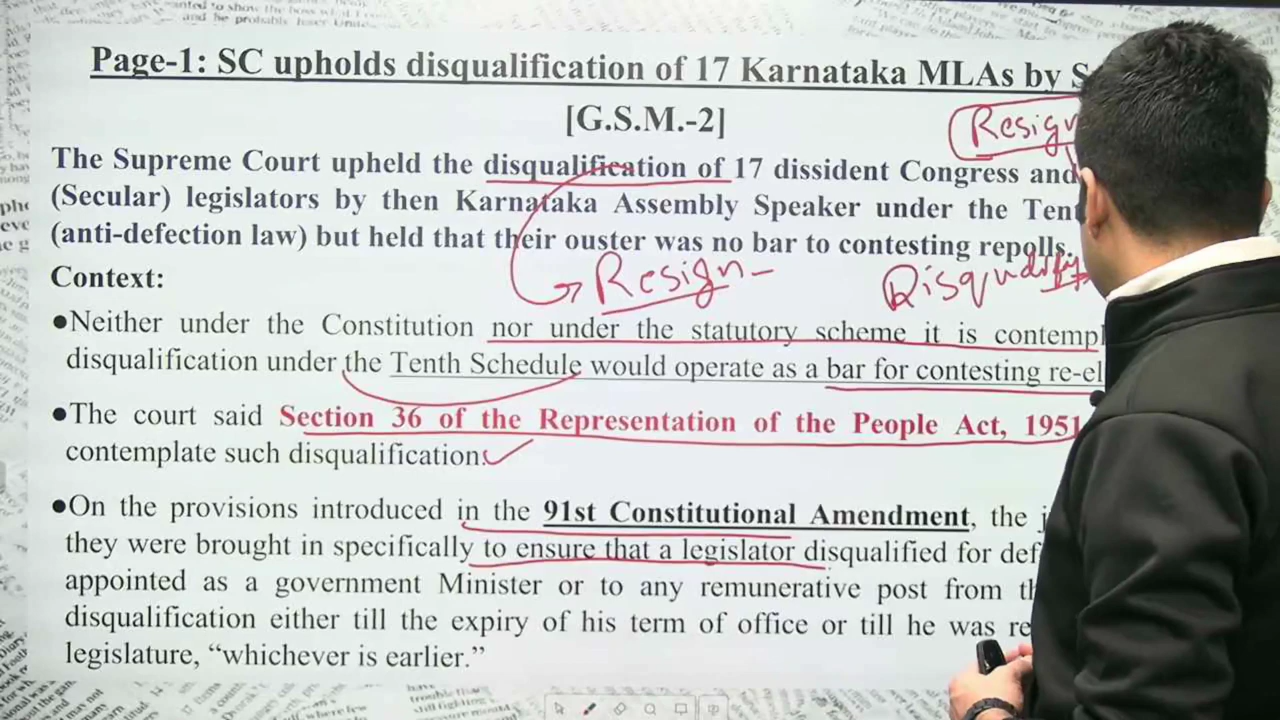 Page-1: SC upholds disqualification of 17 Karnataka MLAs by S
[G.S.M.-2]
Resign
The Supreme Court upheld the disqualification of 17 dissident Congress and
(Secular) legislators by then Karnataka Assembly Speaker under the Tent
(anti-defection law) but held that their ouster was no bar to contesting repolls.
Context:
Resign
Disqualify
●Neither under the Constitution nor under the statutory scheme it is contempl
disqualification under the Tenth Schedule would operate as a bar for contesting re-el
●The court said Section 36 of the Representation of the People Act, 1951
contemplate such disqualification.
●On the provisions introduced in the 91st Constitutional Amendment, the j
they were brought in specifically to ensure that a legislator disqualified for def
appointed as a government Minister or to any remunerative post from th
disqualification either till the expiry of his term of office or till he was re
legislature, “whichever is earlier.”